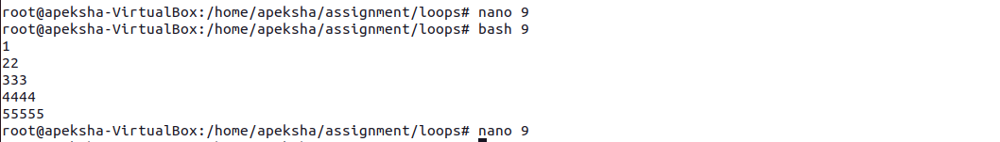 root@apeksha-VirtualBox:/home/apeksha/assignment/loops# nano 9
root@apeksha-VirtualBox:/home/apeksha/assignment/loops# bash 9
1
22
333
4444
55555
root@apeksha-VirtualBox:/home/apeksha/assignment/loops# nano 9